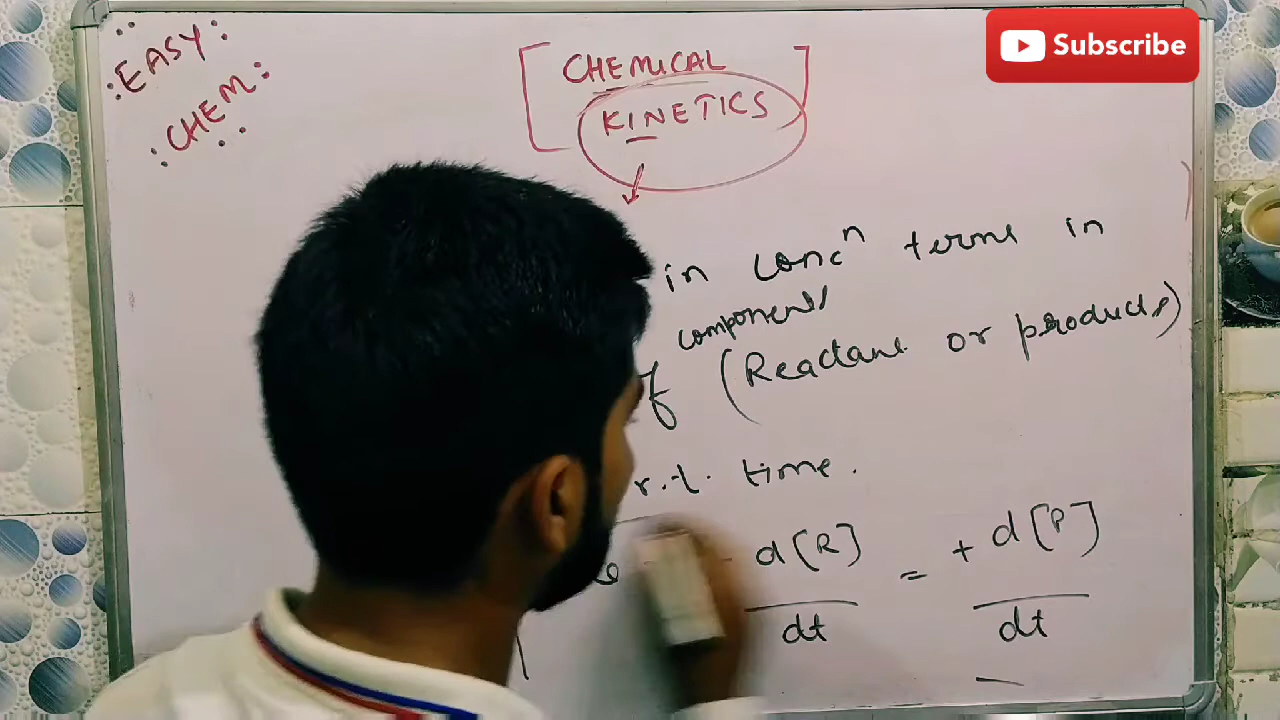 EASY
CHEM
Subscribe
[CHEMICAL
KINETICS]
in concⁿ terms in
components
(Reactant or products)
r.t. time.
d[R] = + d[P]
dt dt